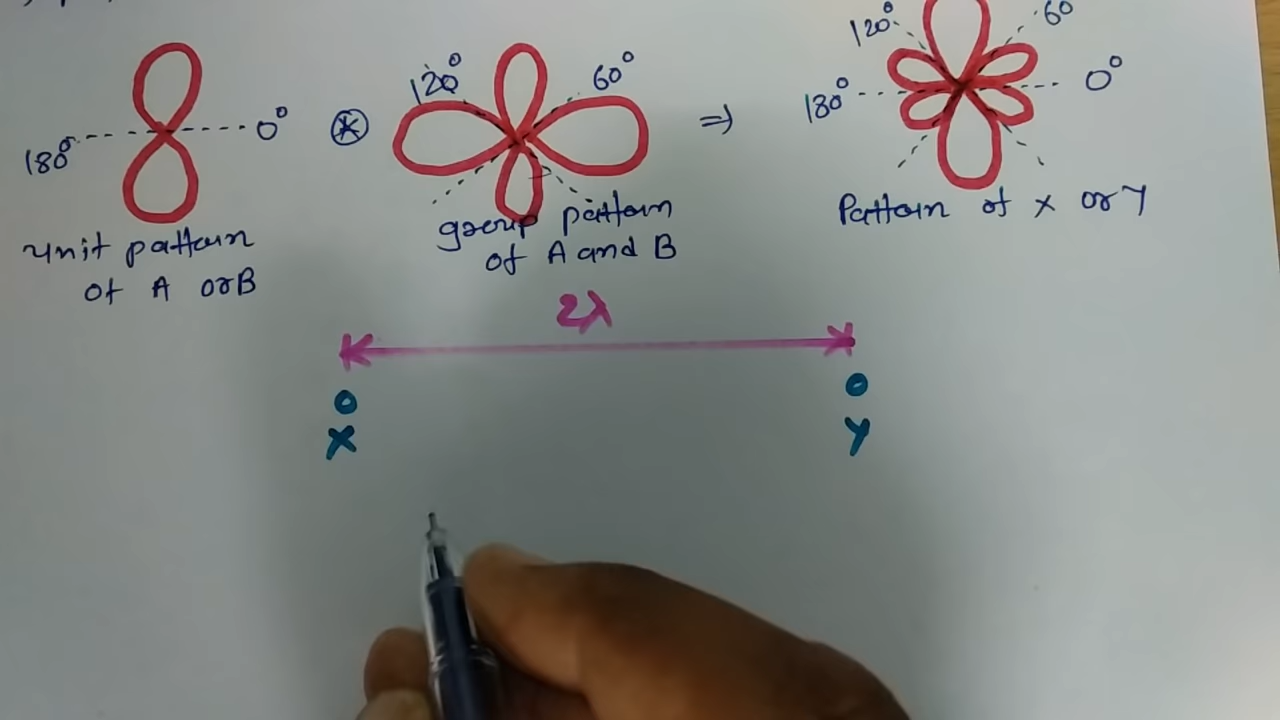 120° 60°
180° 0° ⊛ 120° 60° ⇒ 180° 0°
unit pattern
of A or B
group pattern
of A and B
Pattern of x or y
2λ
X Y